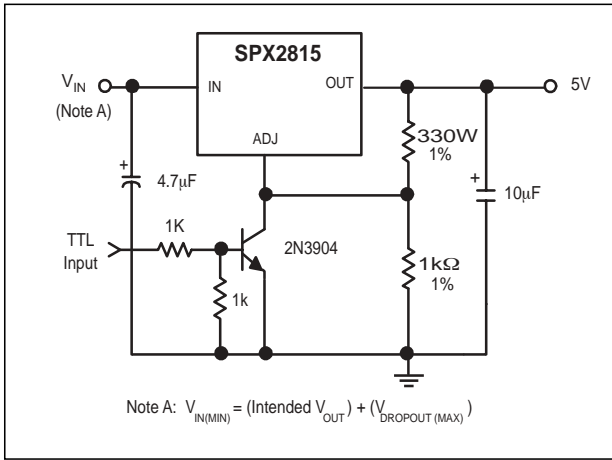 SPX2815
V_IN
(Note A)
IN
OUT
5V
ADJ
330W
1%
+
4.7µF
+
10µF
1K
TTL
Input
2N3904
1kΩ
1%
1k
Note A: V_IN(MIN) = (Intended V_OUT) + (V_DROPOUT (MAX))